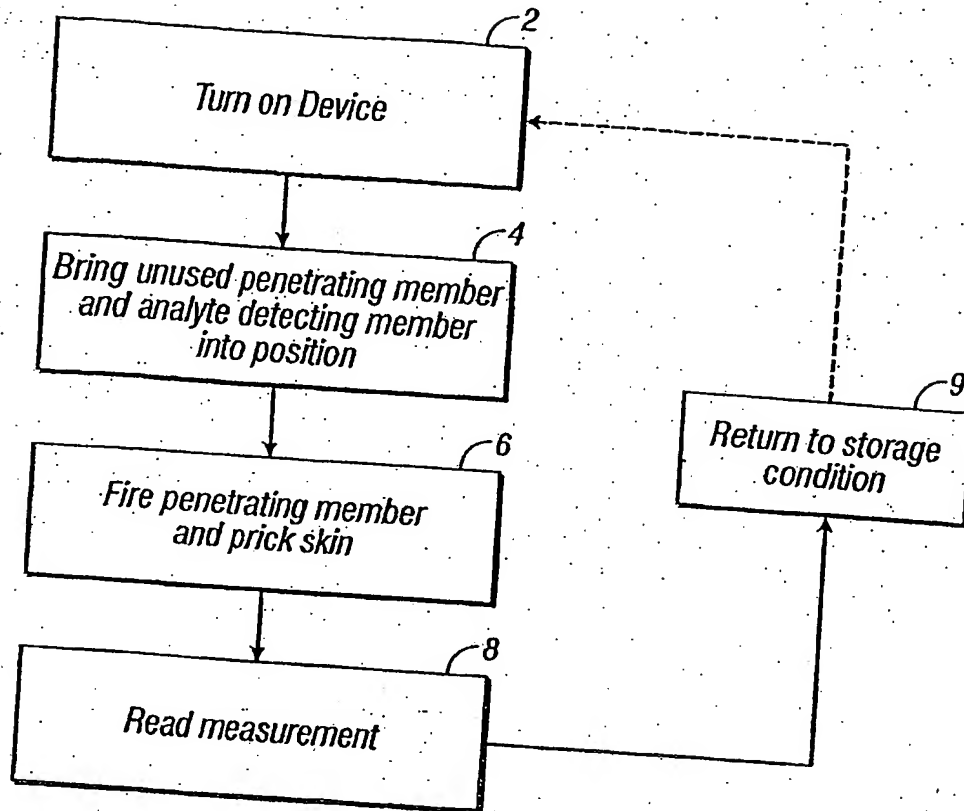 2
Turn on Device
4
Bring unused penetrating member
and analyte detecting member
into position
6
Fire penetrating member
and prick skin
8
Read measurement
9
Return to storage
condition